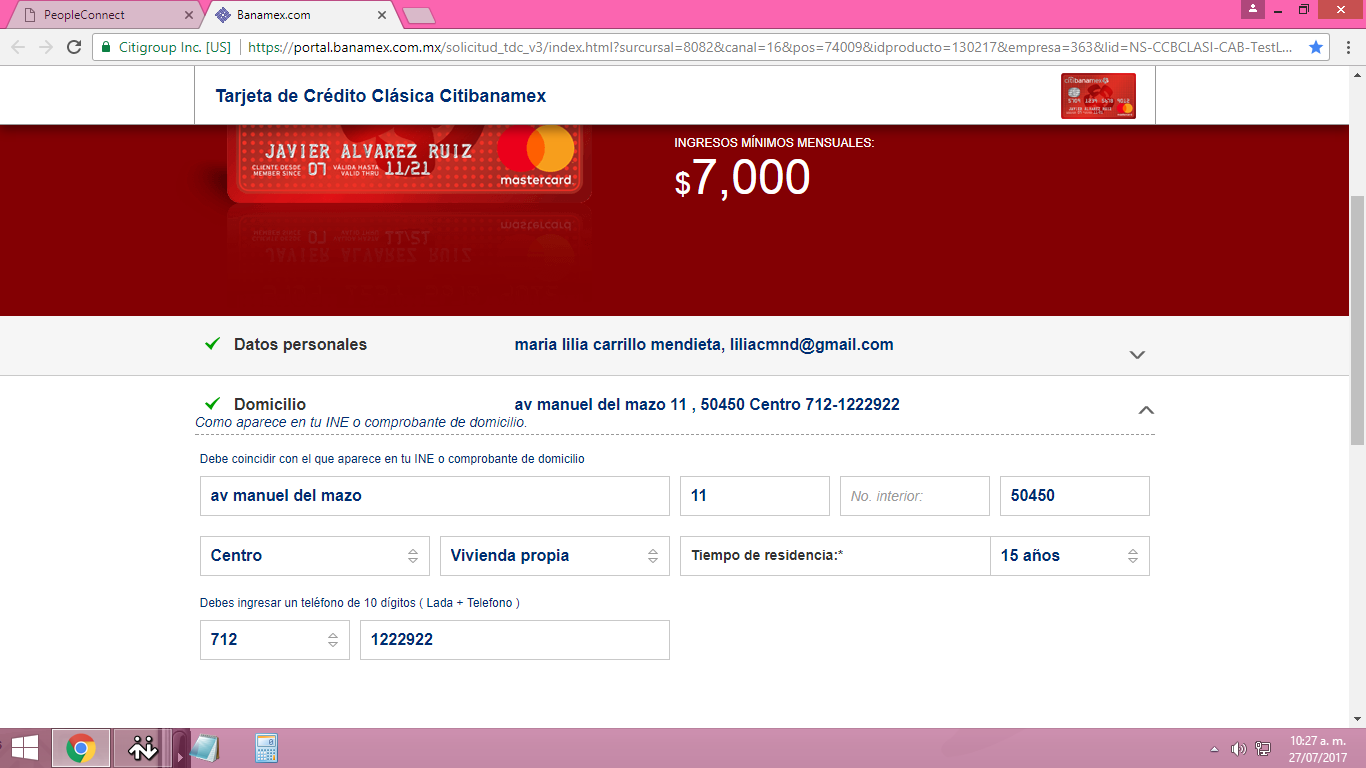 PeopleConnect
Banamex.com
Citigroup Inc. [US]
https://portal.banamex.com.mx/solicitud_tdc_v3/index.html?sucursal=8082&canal=16&pos=74009&idproducto=130217&empresa=363&lid=NS-CCBCLASI-CAB-TestL...
Tarjeta de Crédito Clásica Citibanamex
citibanamex
JAVIER ALVAREZ RUIZ
CLIENTE DESDE MEMBER SINCE 07 VÁLIDA HASTA VALID THRU 11/21
mastercard
INGRESOS MÍNIMOS MENSUALES:
$7,000
Datos personales
maria lilia carrillo mendieta, liliacmnd@gmail.com
Domicilio
av manuel del mazo 11 , 50450 Centro 712-1222922
Como aparece en tu INE o comprobante de domicilio.
Debe coincidir con el que aparece en tu INE o comprobante de domicilio
av manuel del mazo
11
No. interior:
50450
Centro
Vivienda propia
Tiempo de residencia:*
15 años
Debes ingresar un teléfono de 10 dígitos ( Lada + Telefono )
712
1222922
10:27 a. m.
27/07/2017